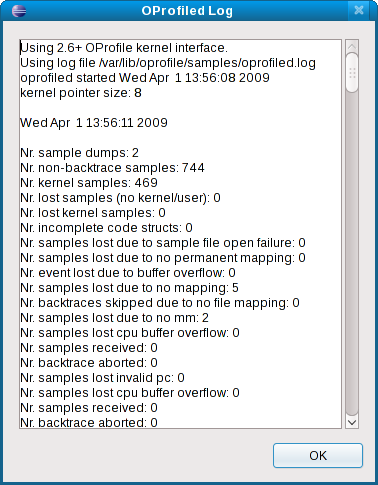 OProfiled Log
Using 2.6+ OProfile kernel interface.
Using log file /var/lib/oprofile/samples/oprofiled.log
oprofiled started Wed Apr  1 13:56:08 2009
kernel pointer size: 8
Wed Apr  1 13:56:11 2009
Nr. sample dumps: 2
Nr. non-backtrace samples: 744
Nr. kernel samples: 469
Nr. lost samples (no kernel/user): 0
Nr. lost kernel samples: 0
Nr. incomplete code structs: 0
Nr. samples lost due to sample file open failure: 0
Nr. samples lost due to no permanent mapping: 0
Nr. event lost due to buffer overflow: 0
Nr. samples lost due to no mapping: 5
Nr. backtraces skipped due to no file mapping: 0
Nr. samples lost due to no mm: 2
Nr. samples lost cpu buffer overflow: 0
Nr. samples received: 0
Nr. backtrace aborted: 0
Nr. samples lost invalid pc: 0
Nr. samples lost cpu buffer overflow: 0
Nr. samples received: 0
Nr. backtrace aborted: 0
OK